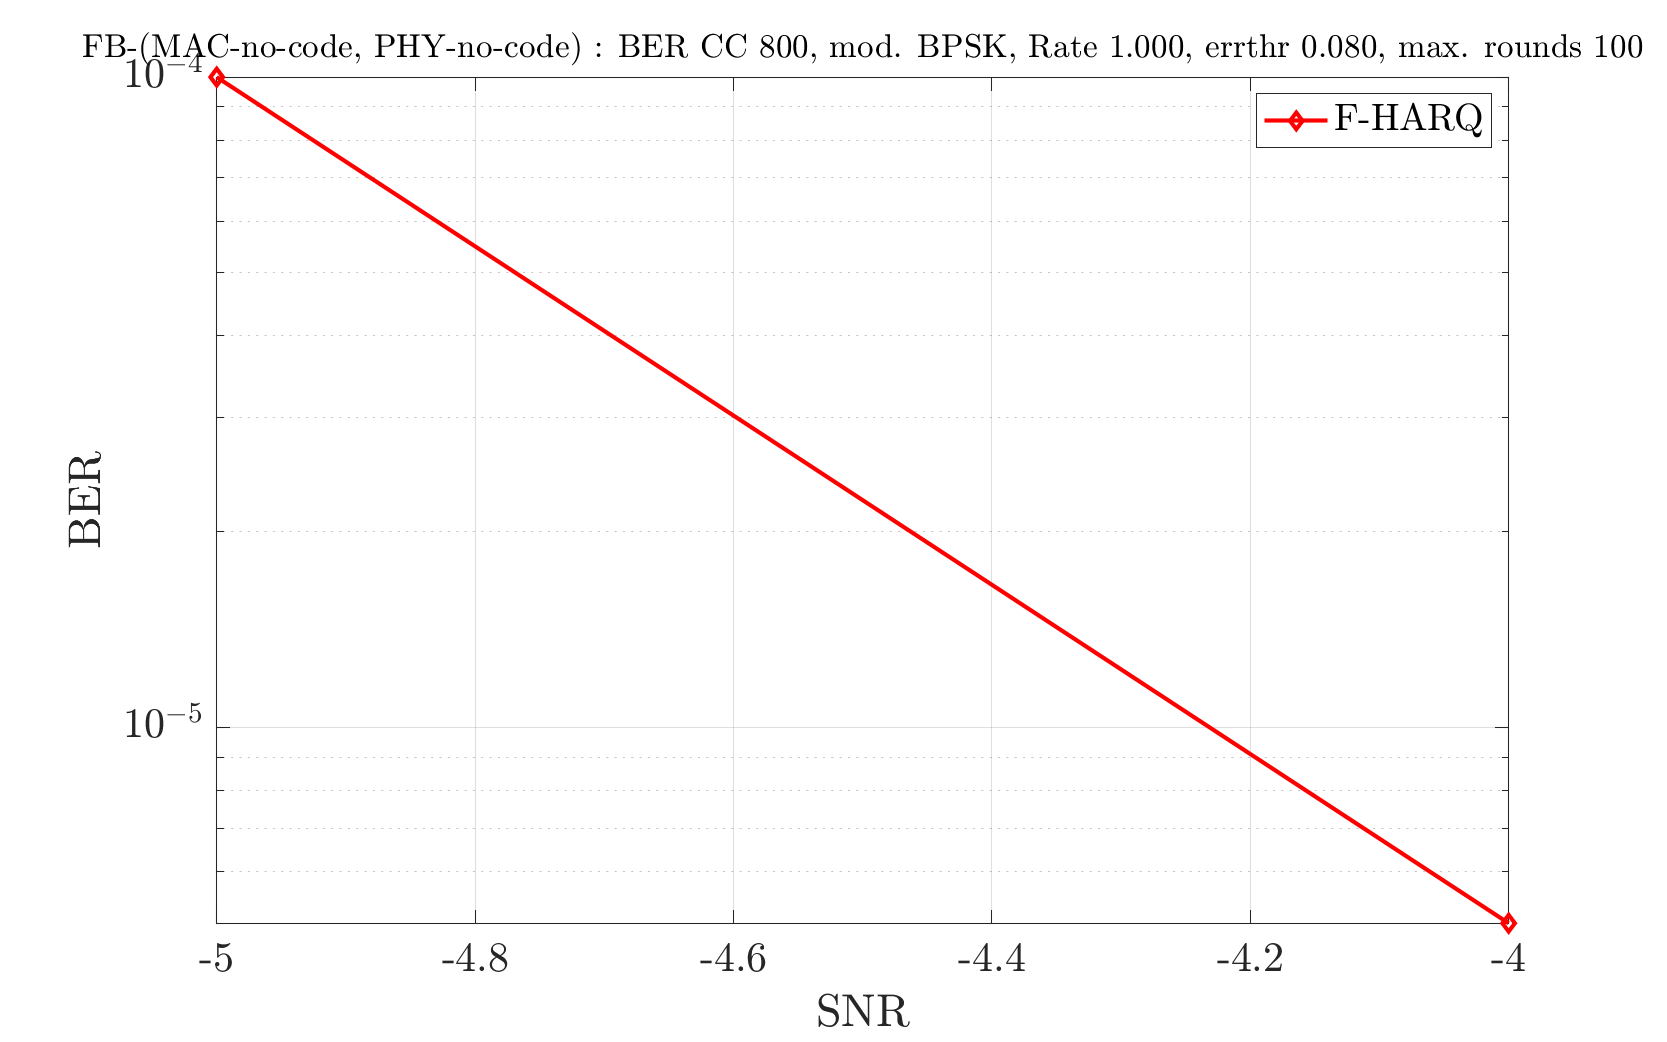 FB-(MAC-no-code, PHY-no-code) : BER CC 800, mod. BPSK, Rate 1.000, errthr 0.080, max. rounds 100
10⁻⁴
F-HARQ
BER
10⁻⁵
-5 -4.8 -4.6 -4.4 -4.2 -4
SNR